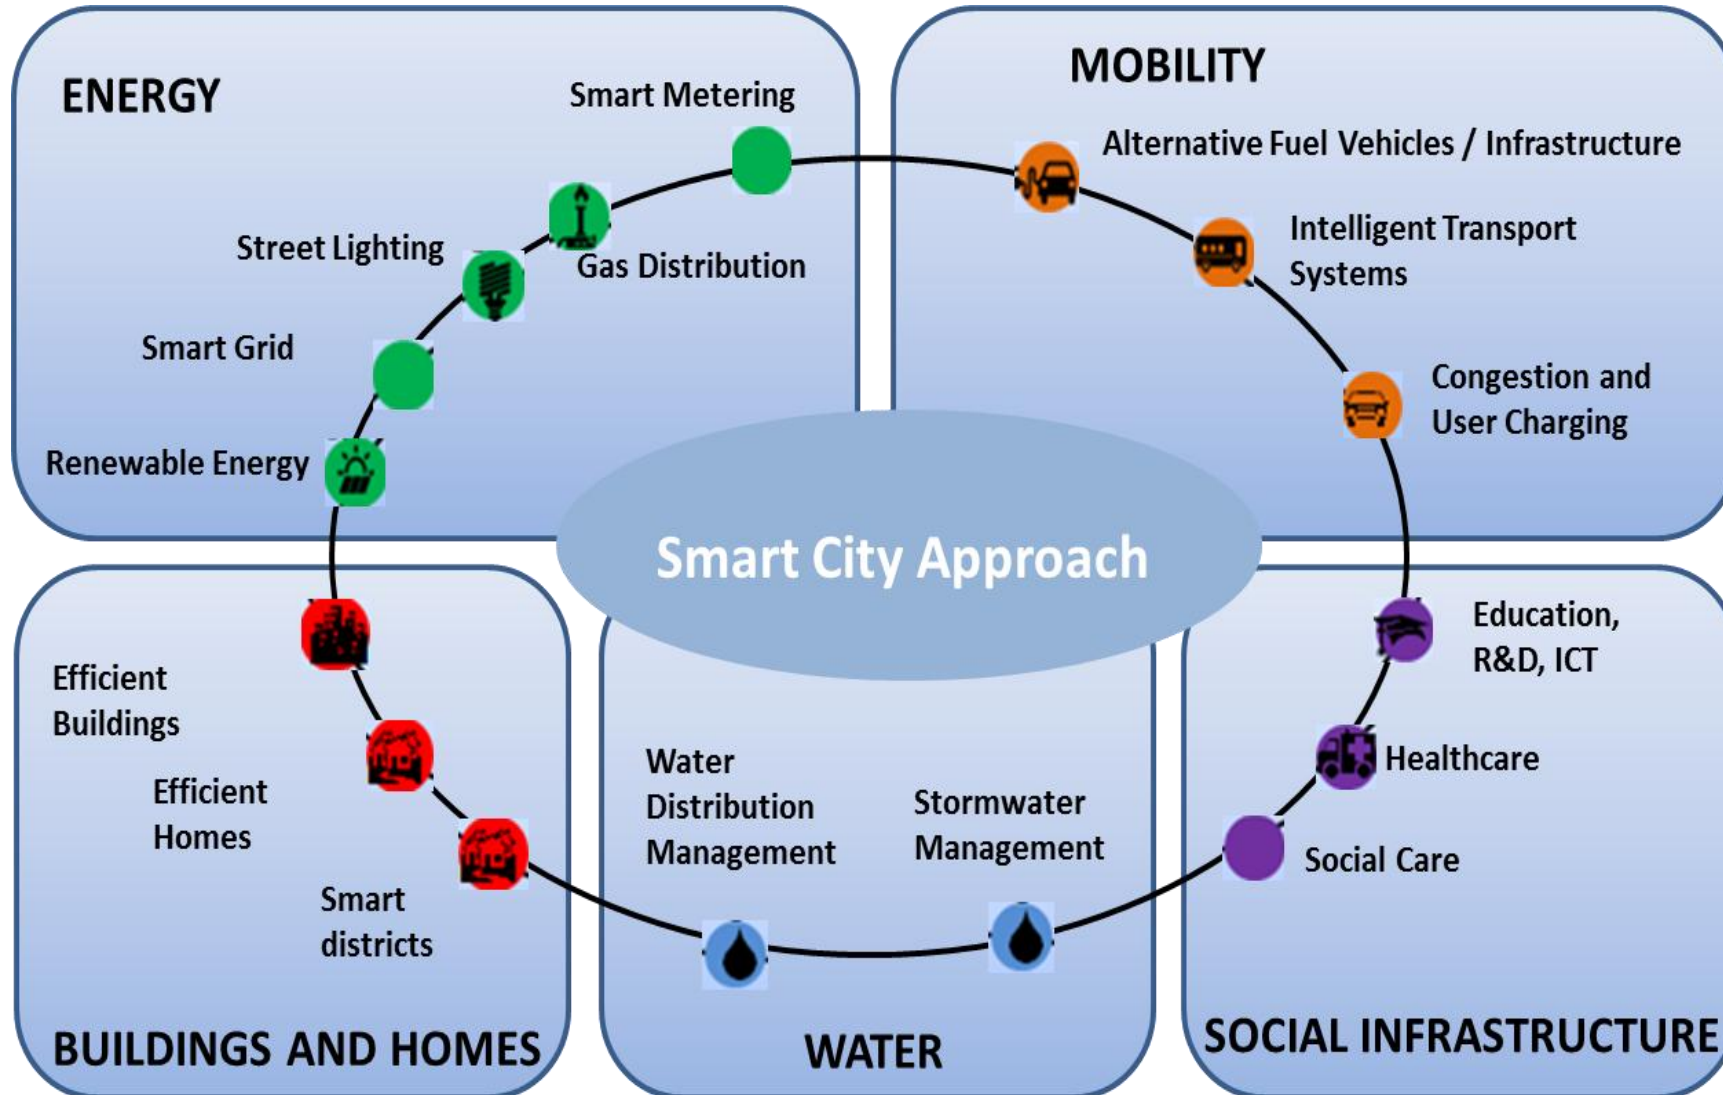 ENERGY
Smart Metering
Street Lighting
Gas Distribution
Smart Grid
Renewable Energy
MOBILITY
Alternative Fuel Vehicles / Infrastructure
Intelligent Transport
Systems
Congestion and
User Charging
Smart City Approach
Efficient
Buildings
Efficient
Homes
Smart
districts
BUILDINGS AND HOMES
Water
Distribution
Management
Stormwater
Management
WATER
Education,
R&D, ICT
Healthcare
Social Care
SOCIAL INFRASTRUCTURE